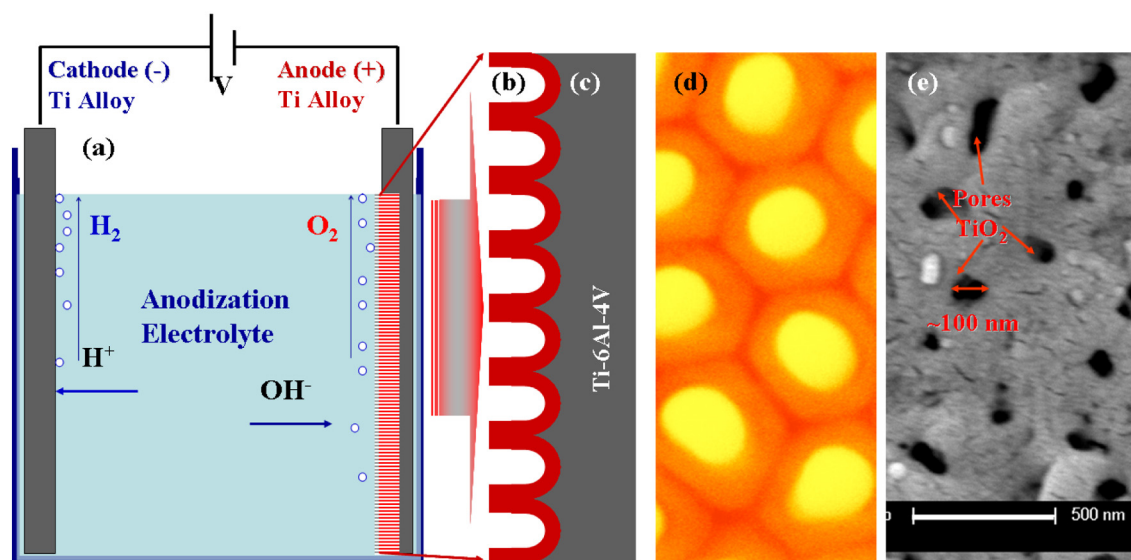 Cathode (-)
Ti Alloy
V
Anode (+)
Ti Alloy
(a)
H2
O2
Anodization
Electrolyte
H+
OH-
(b)
(c)
Ti-6Al-4V
(d)
(e)
Pores
TiO2
~100 nm
500 nm